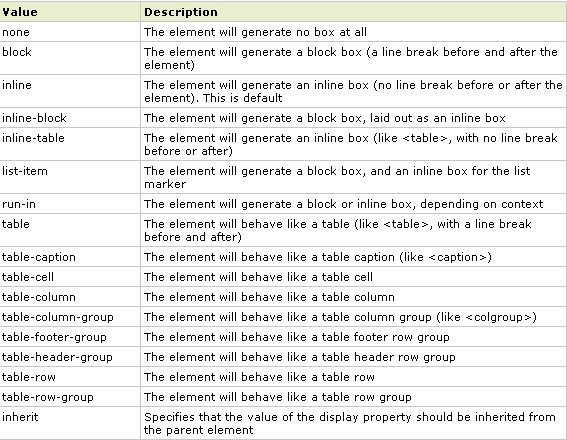 Value Description
none The element will generate no box at all
block The element will generate a block box (a line break before and after the
element)
inline The element will generate an inline box (no line break before or after the
element). This is default
inline-block The element will generate a block box, laid out as an inline box
inline-table The element will generate an inline box (like <table>, with no line break
before or after)
list-item The element will generate a block box, and an inline box for the list
marker
run-in The element will generate a block or inline box, depending on context
table The element will behave like a table (like <table>, with a line break
before and after)
table-caption The element will behave like a table caption (like <caption>)
table-cell The element will behave like a table cell
table-column The element will behave like a table column
table-column-group The element will behave like a table column group (like <colgroup>)
table-footer-group The element will behave like a table footer row group
table-header-group The element will behave like a table header row group
table-row The element will behave like a table row
table-row-group The element will behave like a table row group
inherit Specifies that the value of the display property should be inherited from
the parent element